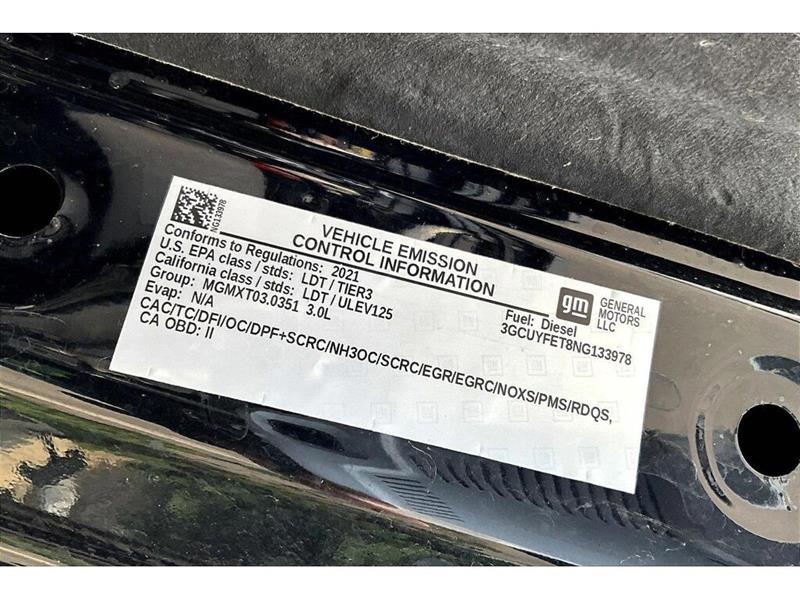 NG133978
VEHICLE EMISSION
CONTROL INFORMATION
Conforms to Regulations: 2021
U.S. EPA class / stds: LDT / TIER3
California class / stds: LDT / ULEV125
Group: MGMXT03.0351 3.0L
Evap: N/A
gm
GENERAL
MOTORS
LLC
Fuel: Diesel
3GCUYFET8NG133978
CAC/TC/DFI/OC/DPF+SCRC/NH3OC/SCRC/EGR/EGRC/NOXS/PMS/RDQS,
CA OBD: II